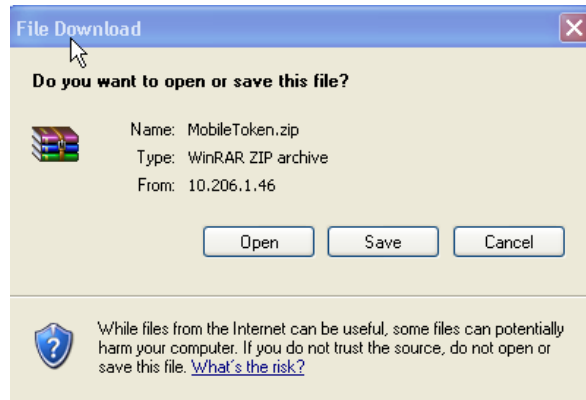 File Download
Do you want to open or save this file?
Name: MobileToken.zip
Type: WinRAR ZIP archive
From: 10.206.1.46
Open Save Cancel
While files from the Internet can be useful, some files can potentially
harm your computer. If you do not trust the source, do not open or
save this file. What's the risk?